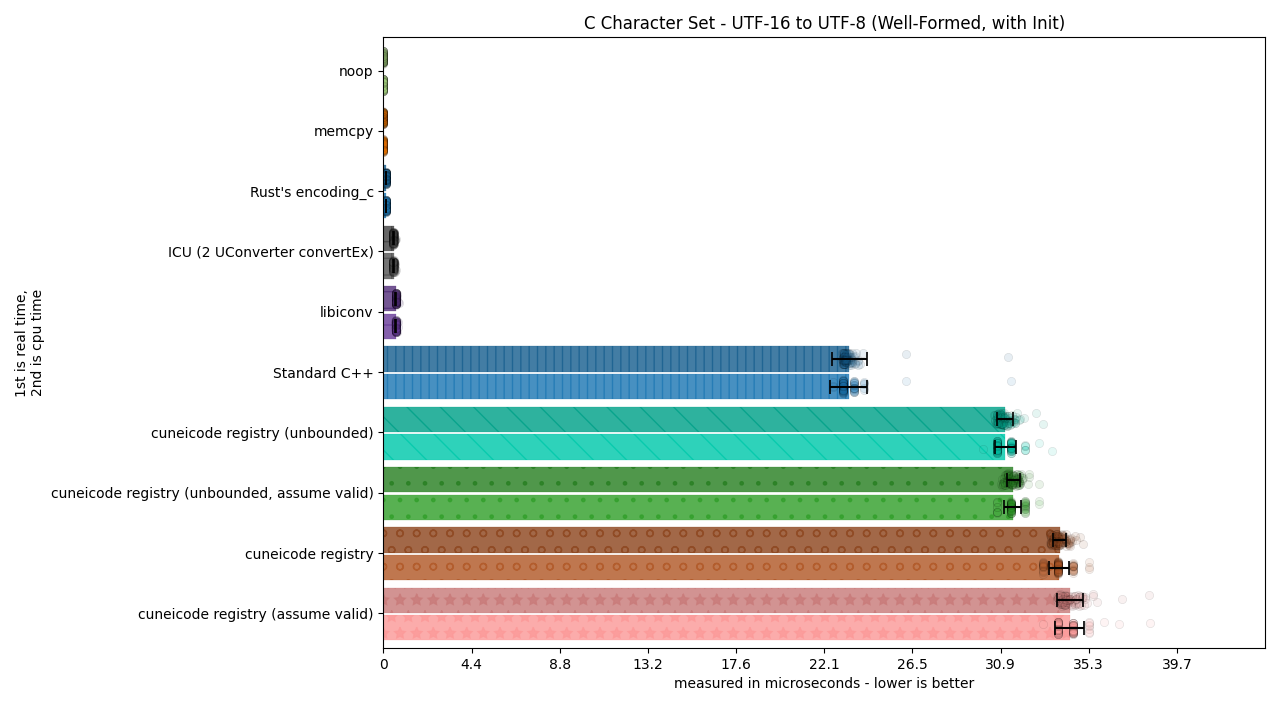 C Character Set - UTF-16 to UTF-8 (Well-Formed, with Init)
1st is real time,
2nd is cpu time
noop
memcpy
Rust's encoding_c
ICU (2 UConverter convertEx)
libiconv
Standard C++
cuneicode registry (unbounded)
cuneicode registry (unbounded, assume valid)
cuneicode registry
cuneicode registry (assume valid)
0 4.4 8.8 13.2 17.6 22.1 26.5 30.9 35.3 39.7
measured in microseconds - lower is better